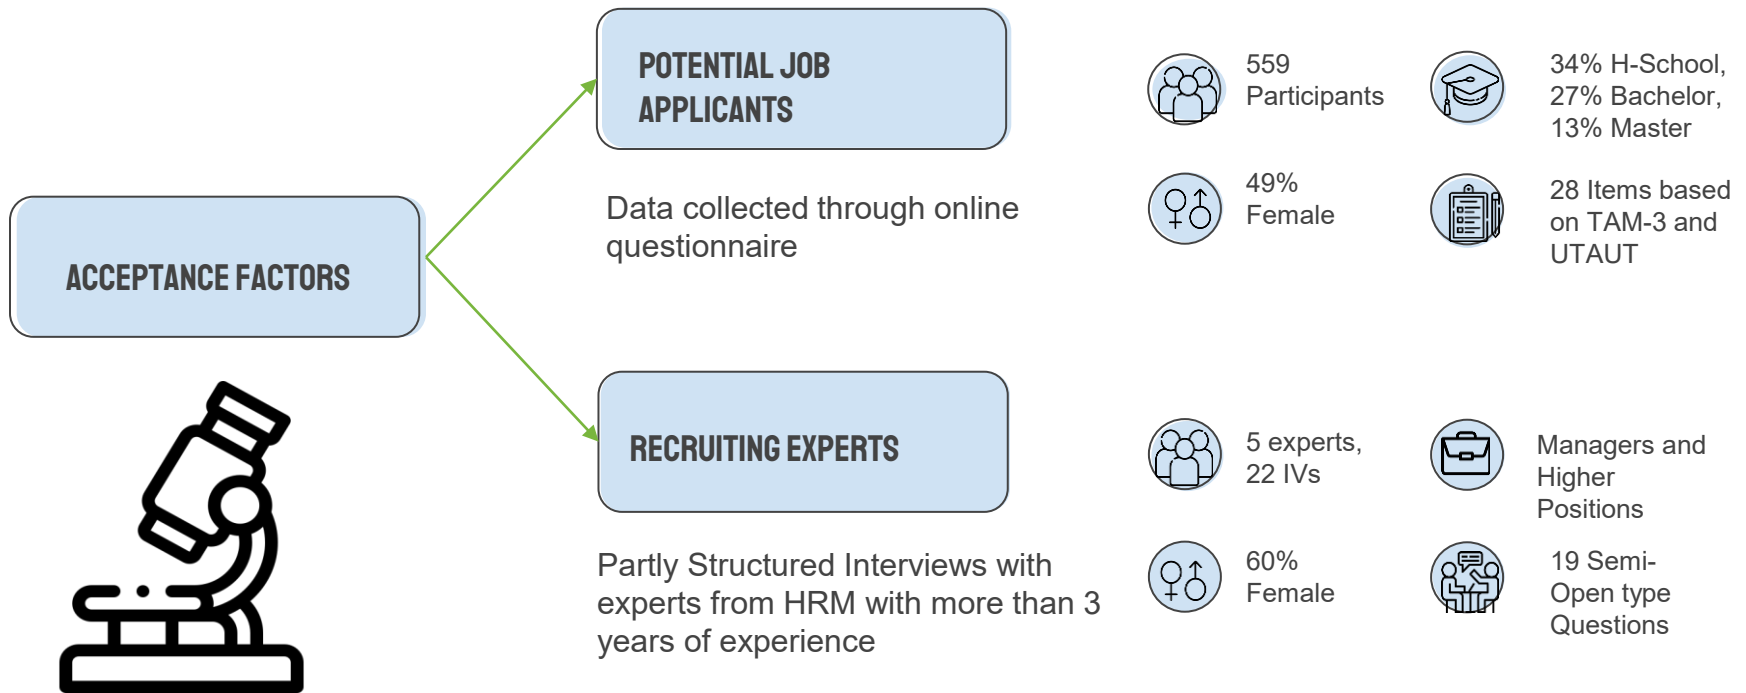 ACCEPTANCE FACTORS
POTENTIAL JOB
APPLICANTS
Data collected through online
questionnaire
559
Participants
34% H-School,
27% Bachelor,
13% Master
49%
Female
28 Items based
on TAM-3 and
UTAUT
RECRUITING EXPERTS
Partly Structured Interviews with
experts from HRM with more than 3
years of experience
5 experts,
22 IVs
Managers and
Higher
Positions
60%
Female
19 Semi-
Open type
Questions